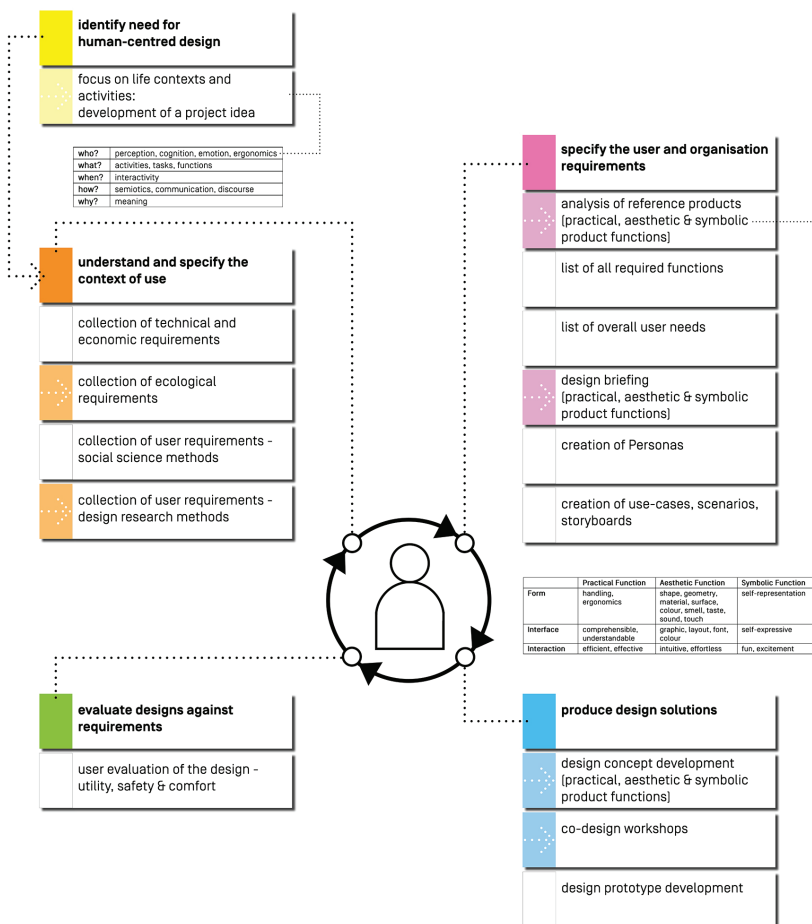 identify need for
human-centred design
focus on life contexts and
activities:
development of a project idea
who? perception, cognition, emotion, ergonomics
what? activities, tasks, functions
when? interactivity
how? semiotics, communication, discourse
why? meaning
understand and specify the
context of use
collection of technical and
economic requirements
collection of ecological
requirements
collection of user requirements -
social science methods
collection of user requirements -
design research methods
specify the user and organisation
requirements
analysis of reference products
(practical, aesthetic & symbolic
product functions)
list of all required functions
list of overall user needs
design briefing
(practical, aesthetic & symbolic
product functions)
creation of Personas
creation of use-cases, scenarios,
storyboards
Practical Function Aesthetic Function Symbolic Function
Form handling, shape, geometry, self-representation
ergonomics material, surface,
colour, smell, taste,
sound, touch
Interface comprehensible, graphic, layout, font, self-expressive
understandable colour
Interaction efficient, effective intuitive, effortless fun, excitement
evaluate designs against
requirements
user evaluation of the design -
utility, safety & comfort
produce design solutions
design concept development
(practical, aesthetic & symbolic
product functions)
co-design workshops
design prototype development